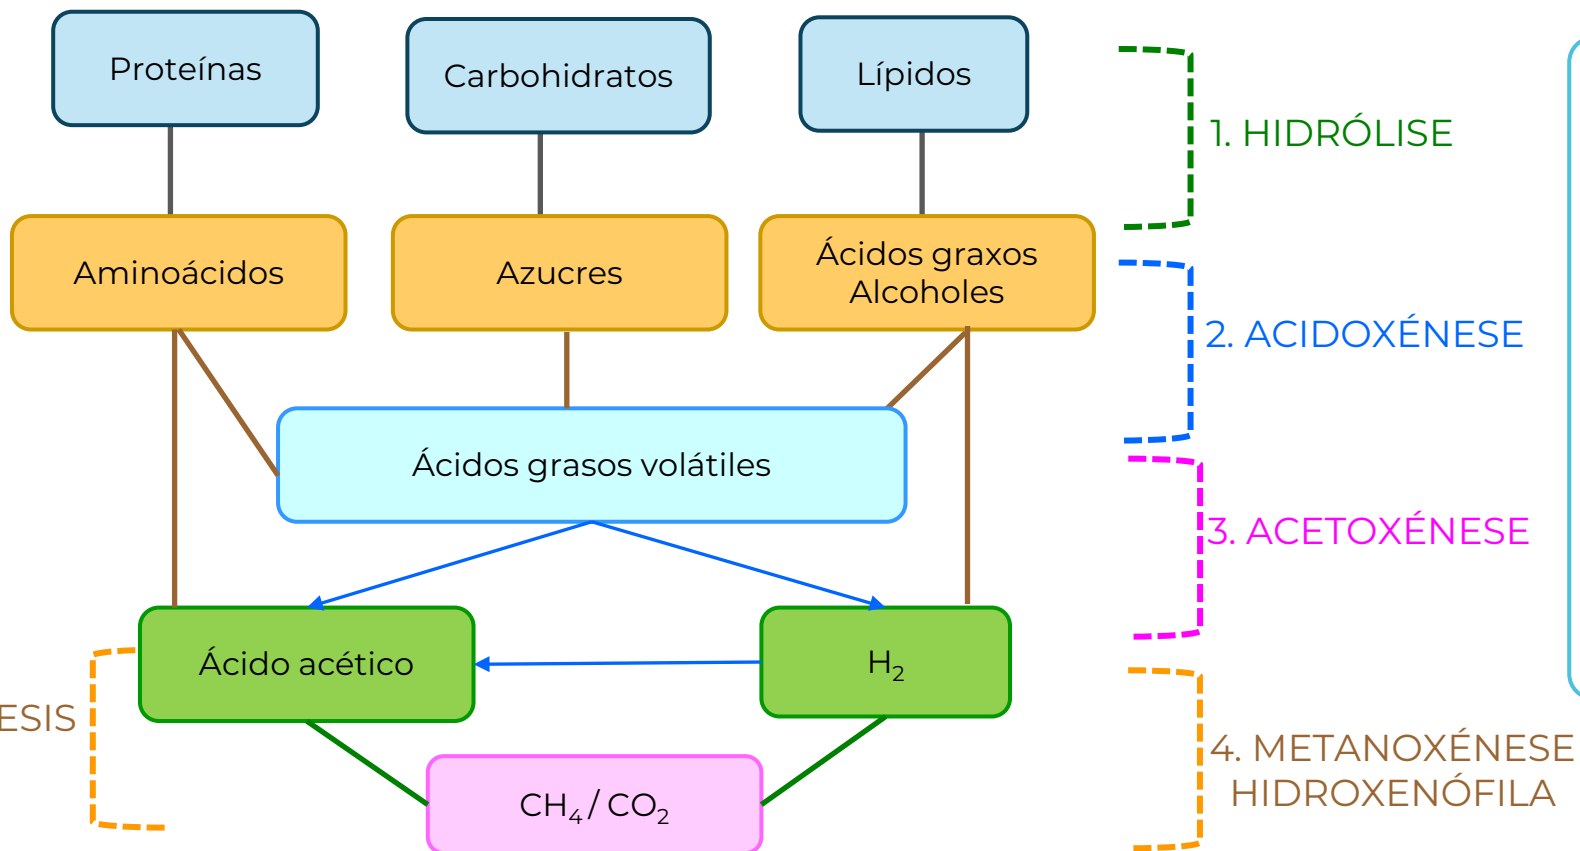 Proteínas
Carbohidratos
Lípidos
1. HIDRÓLISE
Aminoácidos
Azucres
Ácidos graxos
Alcoholes
2. ACIDOXÉNESE
Ácidos grasos volátiles
3. ACETOXÉNESE
Ácido acético
H₂
ESIS
4. METANOXÉNESE
HIDROXENÓFILA
CH₄ / CO₂